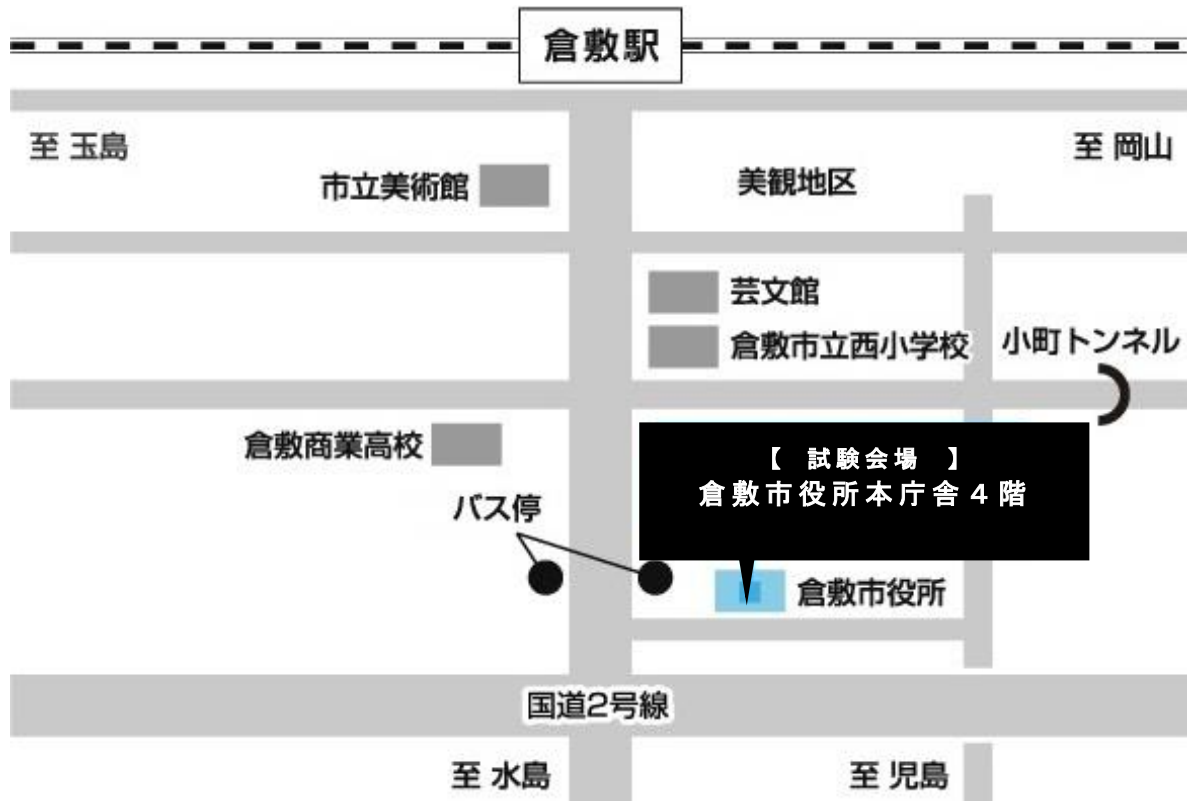 倉敷駅
至 玉島
至 岡山
市立美術館
美観地区
芸文館
倉敷市立西小学校
小町トンネル
倉敷商業高校
【 試験会場 】
倉敷市役所本庁舎4階
バス停
倉敷市役所
国道2号線
至 水島
至 児島